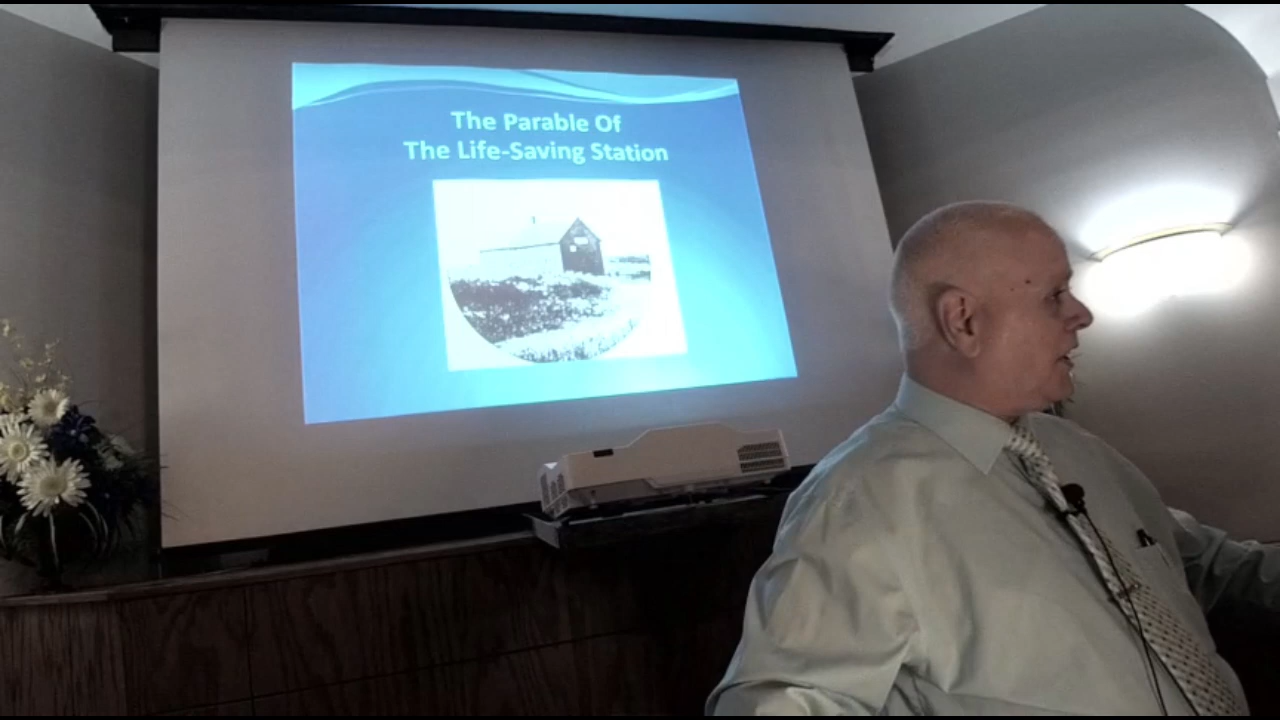 The Parable Of
The Life-Saving Station